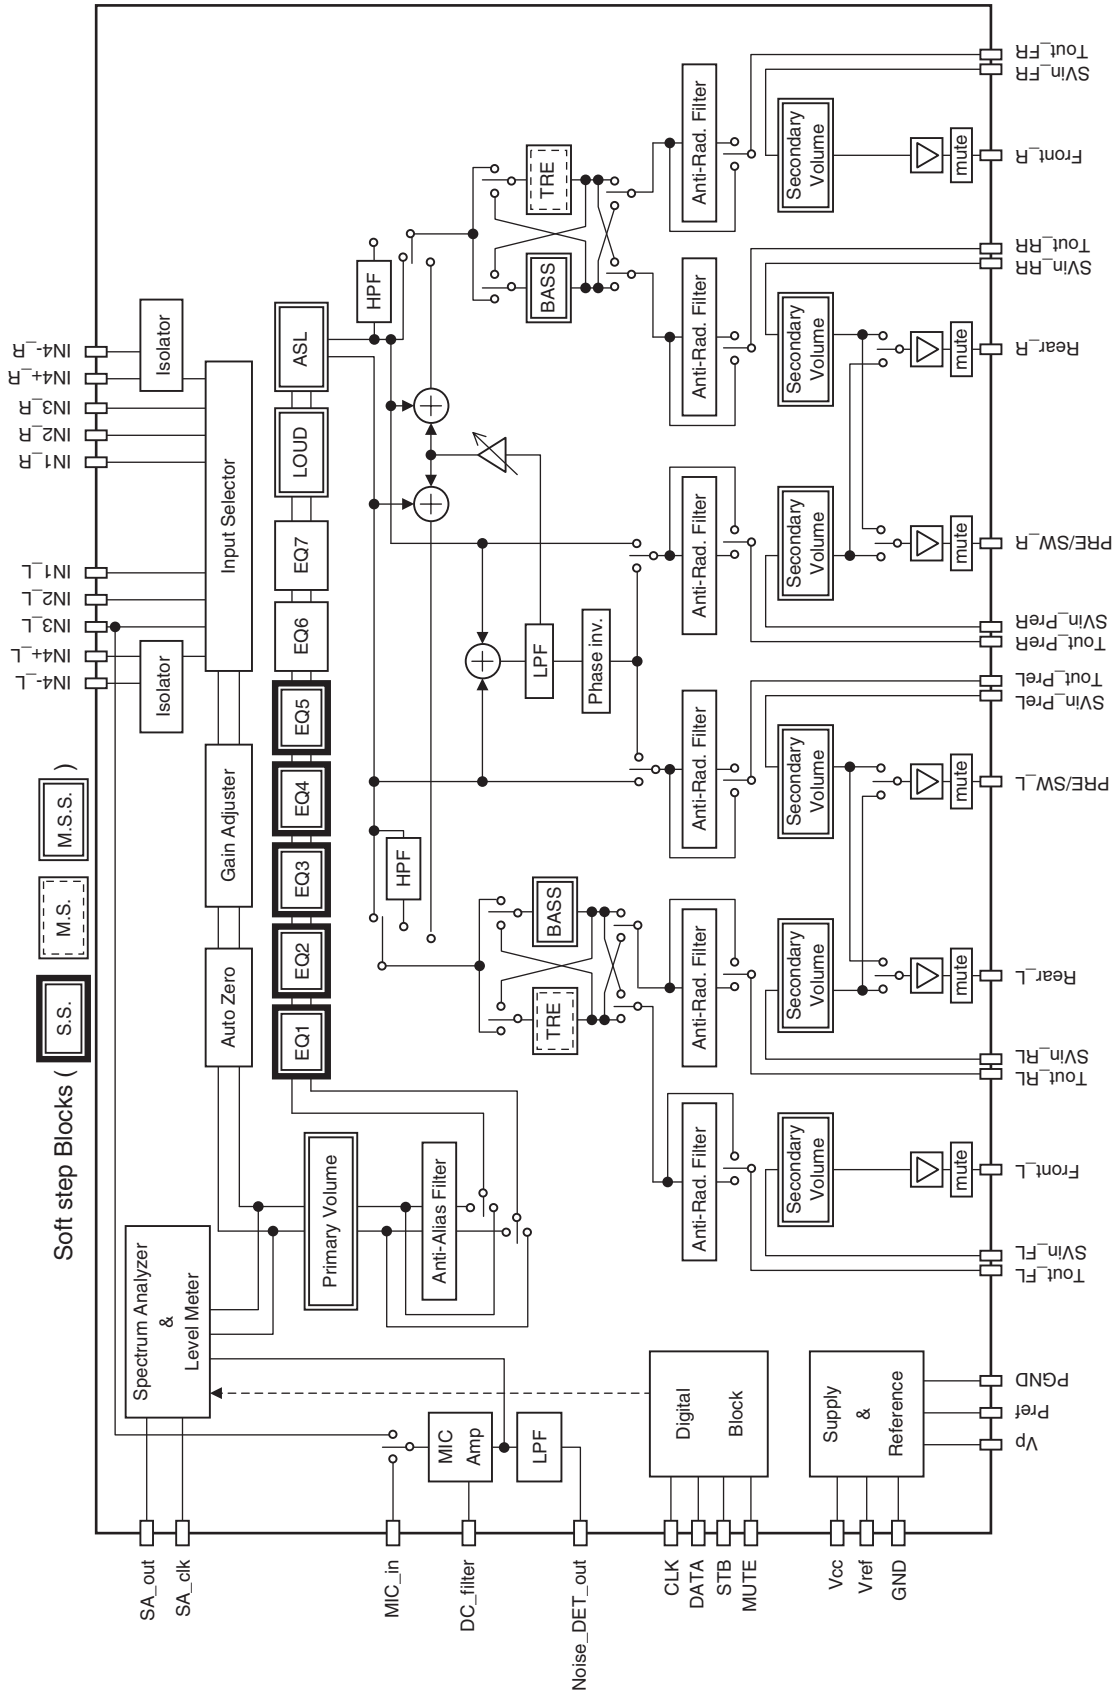 Soft step Blocks ( S.S. M.S. M.S.S. )
SA_out
SA_clk
MIC_in
DC_filter
Noise_DET_out
CLK
DATA
STB
MUTE
Vcc
Vref
GND
Spectrum Analyzer
&
Level Meter
MIC
Amp
LPF
Digital
Block
Supply
&
Reference
Vp
Pref
PGND
IN4-_L
IN4+_L
IN3_L
IN2_L
IN1_L
IN1_R
IN2_R
IN3_R
IN4+_R
IN4-_R
Isolator
Isolator
Auto Zero
Gain Adjuster
Input Selector
Primary Volume
Anti-Alias Filter
EQ1
EQ2
EQ3
EQ4
EQ5
EQ6
EQ7
LOUD
ASL
HPF
HPF
LPF
Phase inv.
TRE
BASS
BASS
TRE
Anti-Rad. Filter
Anti-Rad. Filter
Anti-Rad. Filter
Anti-Rad. Filter
Anti-Rad. Filter
Anti-Rad. Filter
Secondary
Volume
Secondary
Volume
Secondary
Volume
Secondary
Volume
Secondary
Volume
Secondary
Volume
mute
mute
mute
mute
mute
mute
Tout_FL
SVin_FL
Front_L
Tout_RL
SVin_RL
Rear_L
PRE/SW_L
SVin_PreL
Tout_PreL
Tout_PreR
SVin_PreR
PRE/SW_R
Rear_R
SVin_RR
Tout_RR
Front_R
SVin_FR
Tout_FR